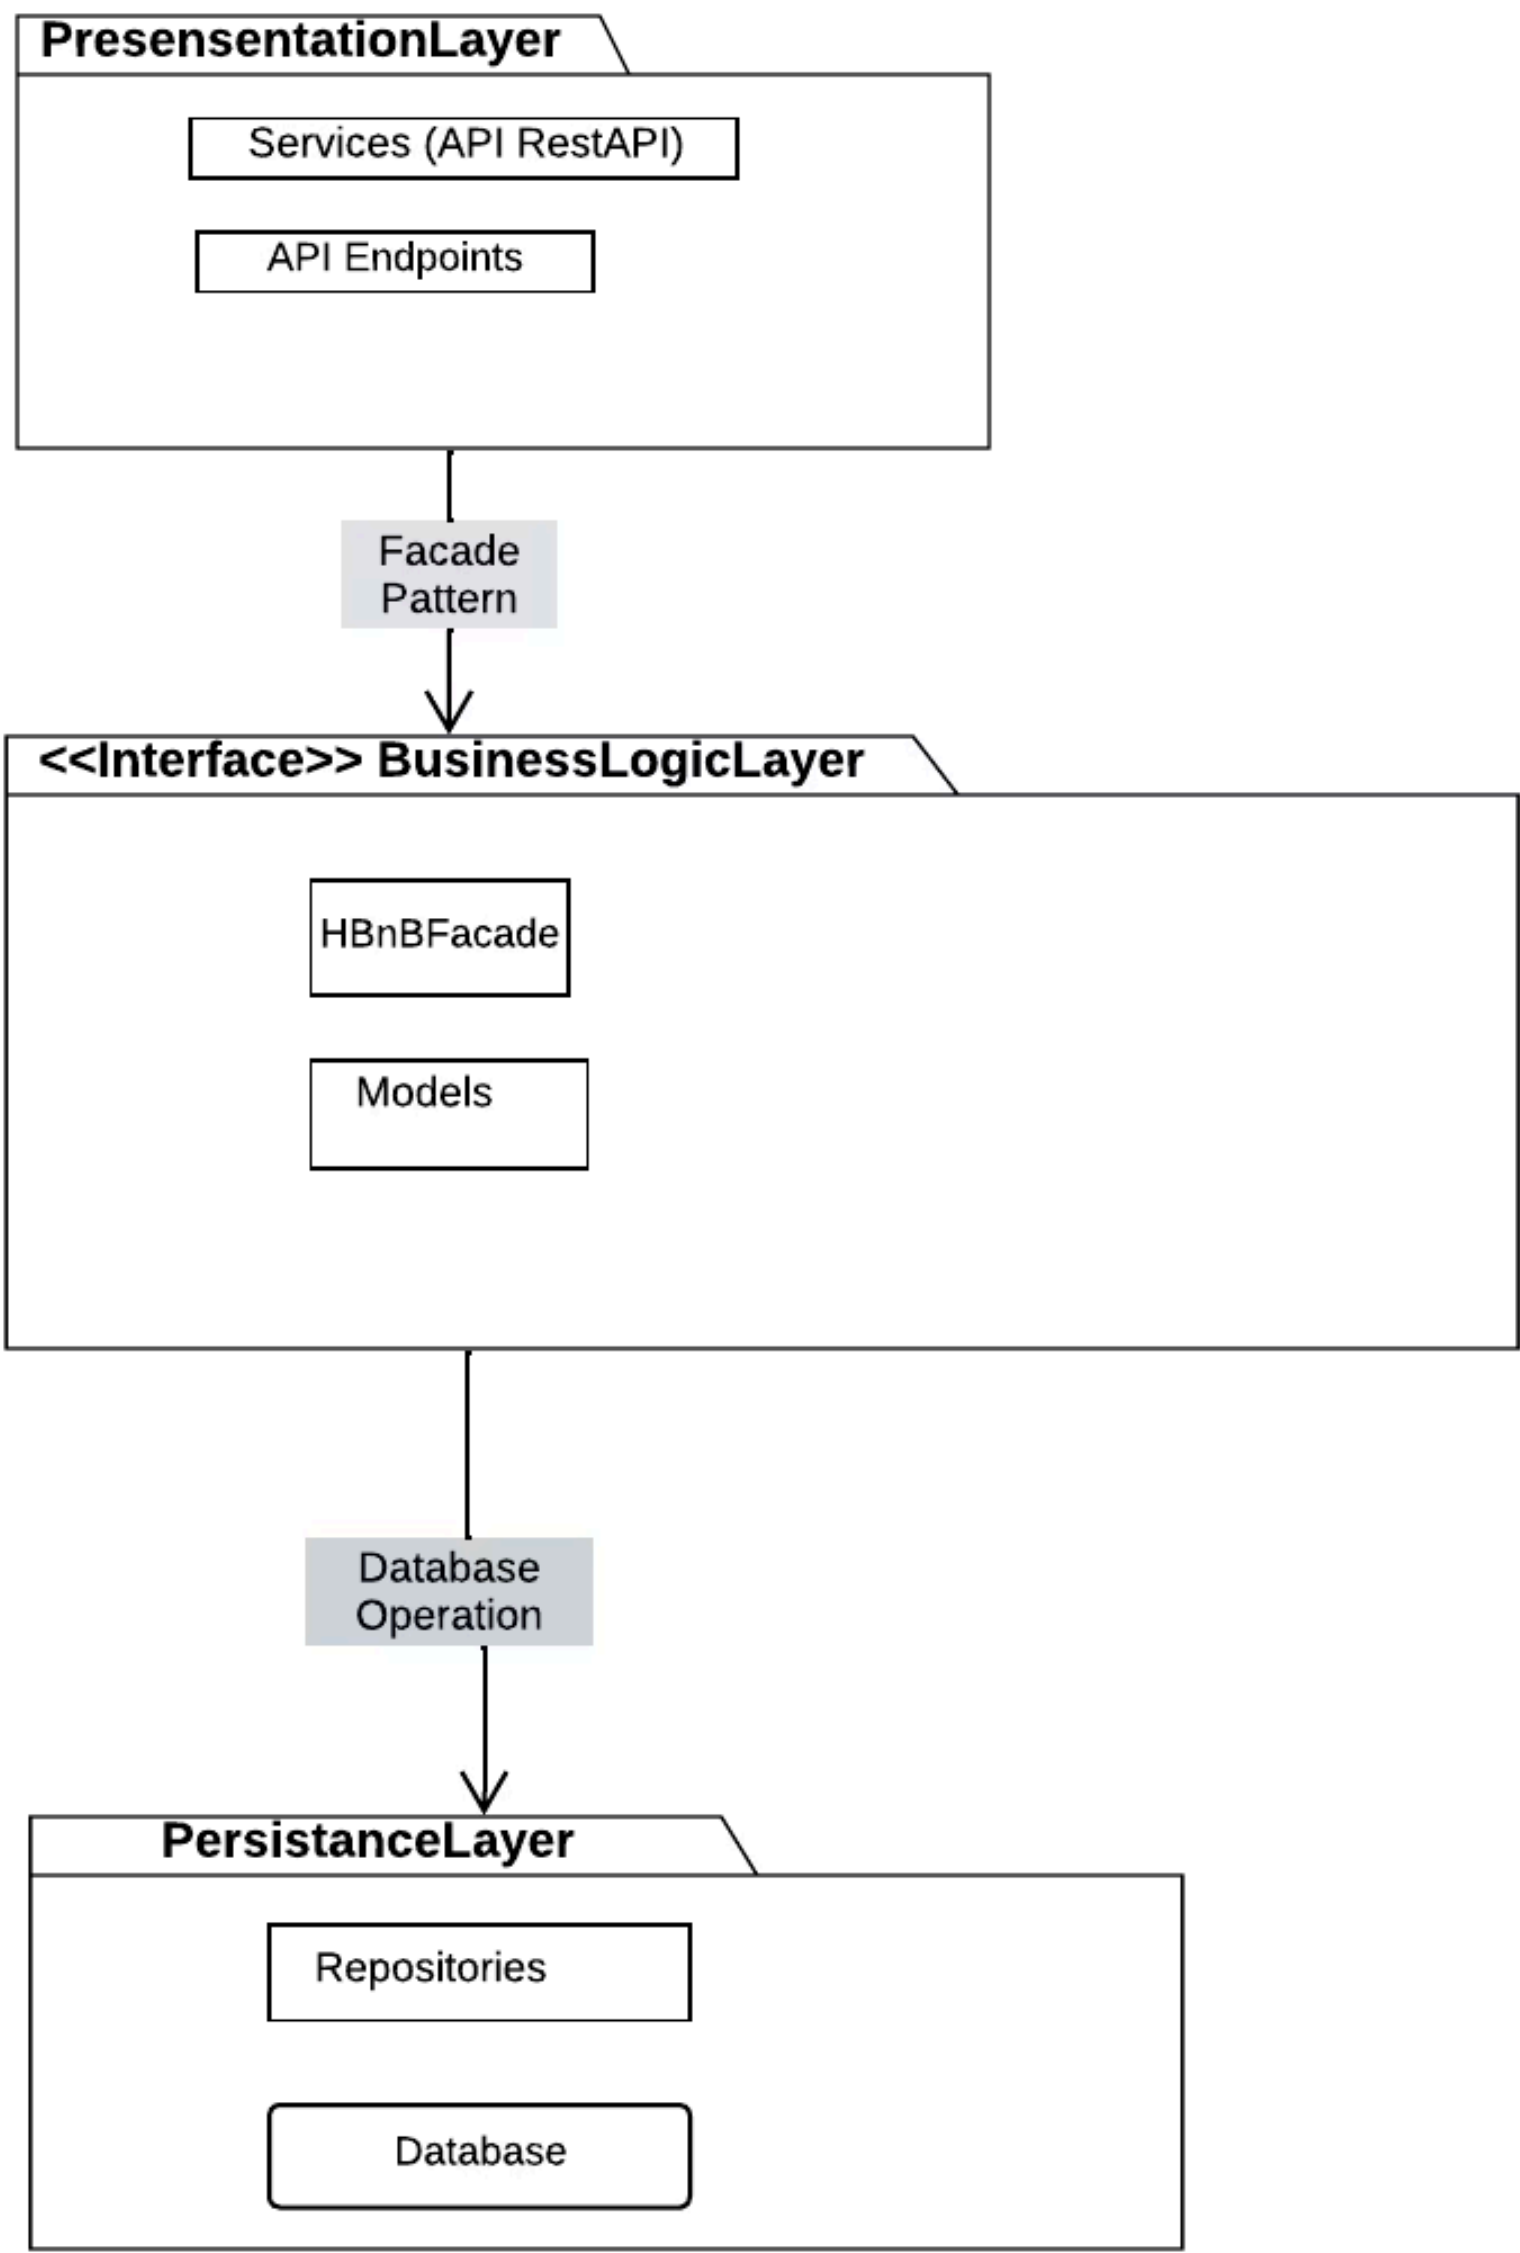 PresensentationLayer
Services (API RestAPI)
API Endpoints
Facade
Pattern
<<Interface>> BusinessLogicLayer
HBnBFacade
Models
Database
Operation
PersistanceLayer
Repositories
Database